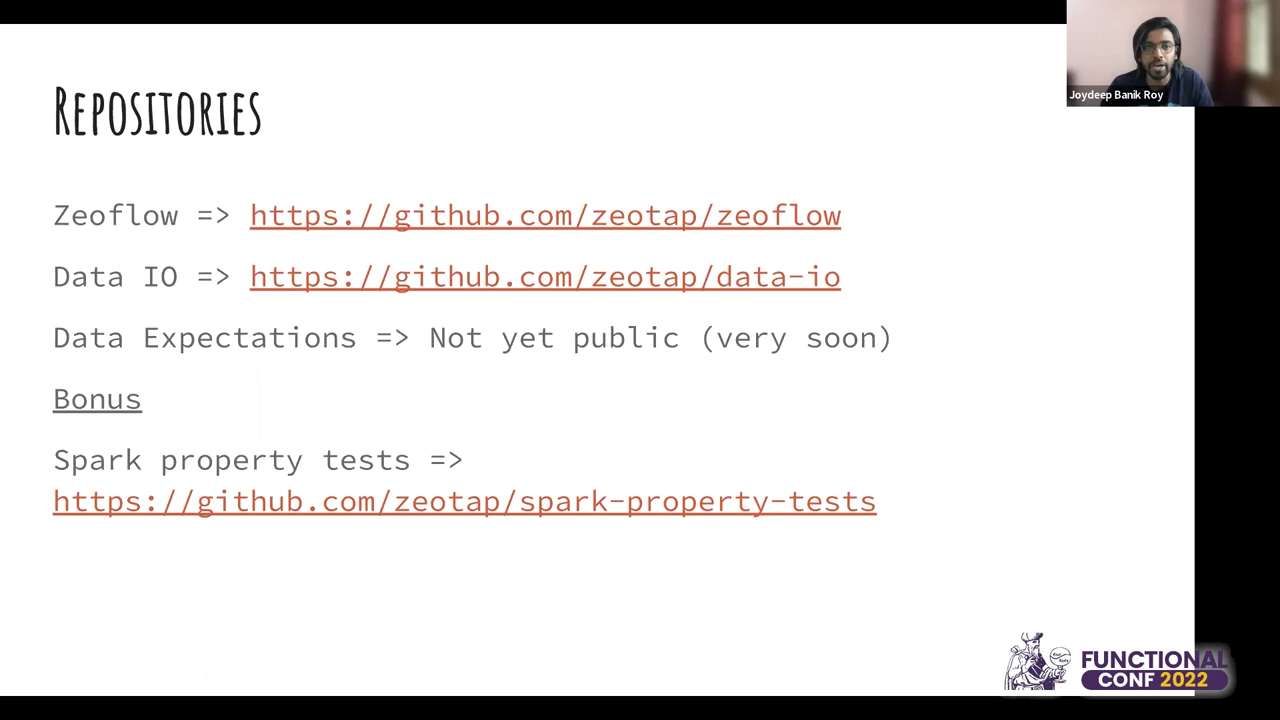 Joydeep Banik Roy
Repositories
Zeoflow => https://github.com/zeotap/zeoflow
Data IO => https://github.com/zeotap/data-io
Data Expectations => Not yet public (very soon)
Bonus
Spark property tests =>
https://github.com/zeotap/spark-property-tests
FUNCTIONAL
CONF 2022